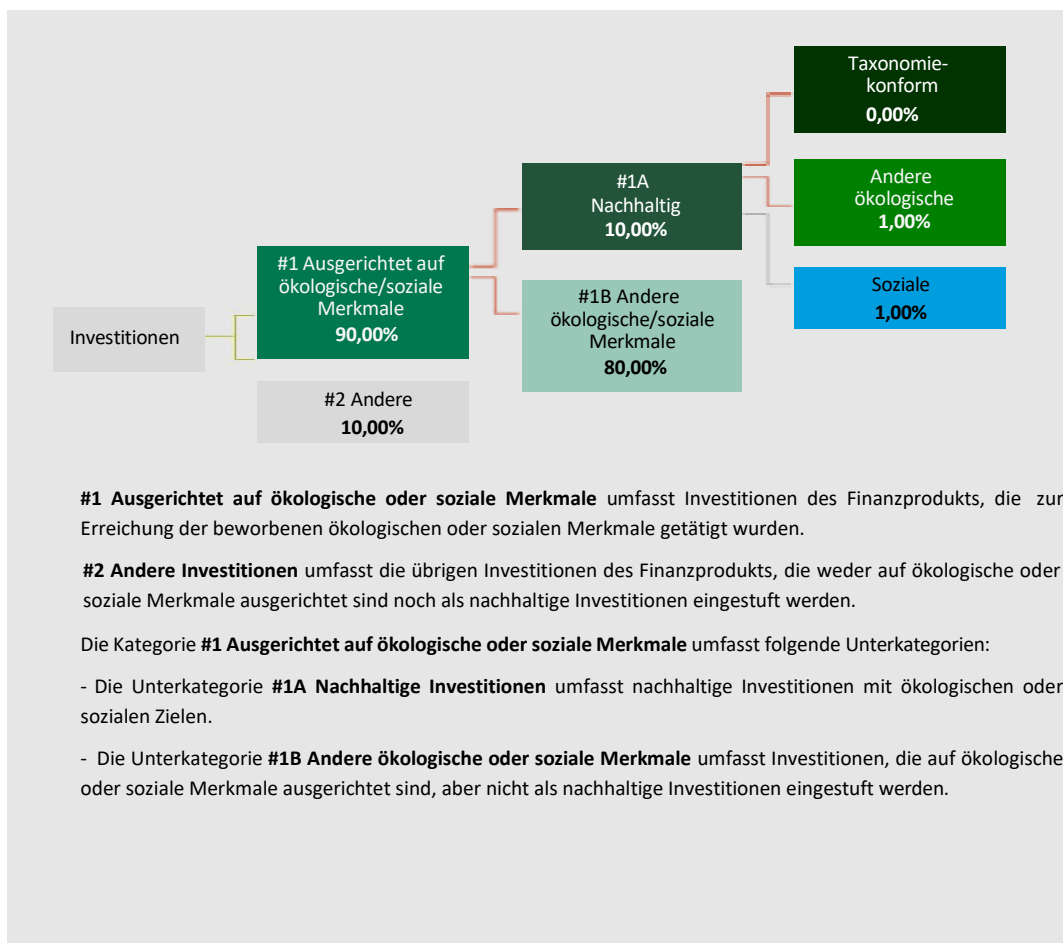 Taxonomie-
konform
0,00%
#1A
Nachhaltig
10,00%
Andere
ökologische
1,00%
#1 Ausgerichtet auf
ökologische/soziale
Merkmale
90,00%
#1B Andere
ökologische/soziale
Merkmale
80,00%
Soziale
1,00%
Investitionen
#2 Andere
10,00%
#1 Ausgerichtet auf ökologische oder soziale Merkmale umfasst Investitionen des Finanzprodukts, die zur
Erreichung der beworbenen ökologischen oder sozialen Merkmale getätigt wurden.
#2 Andere Investitionen umfasst die übrigen Investitionen des Finanzprodukts, die weder auf ökologische oder
soziale Merkmale ausgerichtet sind noch als nachhaltige Investitionen eingestuft werden.
Die Kategorie #1 Ausgerichtet auf ökologische oder soziale Merkmale umfasst folgende Unterkategorien:
- Die Unterkategorie #1A Nachhaltige Investitionen umfasst nachhaltige Investitionen mit ökologischen oder
sozialen Zielen.
- Die Unterkategorie #1B Andere ökologische oder soziale Merkmale umfasst Investitionen, die auf ökologische
oder soziale Merkmale ausgerichtet sind, aber nicht als nachhaltige Investitionen eingestuft werden.